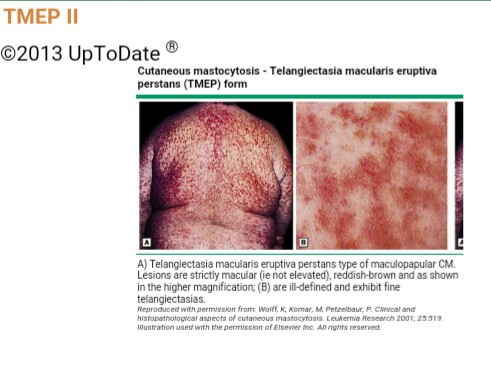 TMEP II
©2013 UpToDate ®
Cutaneous mastocytosis - Telangiectasia macularis eruptiva
perstans (TMEP) form
A
B
A) Telangiectasia macularis eruptiva perstans type of maculopapular CM.
Lesions are strictly macular (ie not elevated), reddish-brown and as shown
in the higher magnification; (B) are ill-defined and exhibit fine
telangiectasias.
Reproduced with permission from: Wolff, K, Komar, M, Petzelbaur, P. Clinical and
histopathological aspects of cutaneous mastocytosis. Leukemia Research 2001; 25:519.
Illustration used with the permission of Elsevier Inc. All rights reserved.